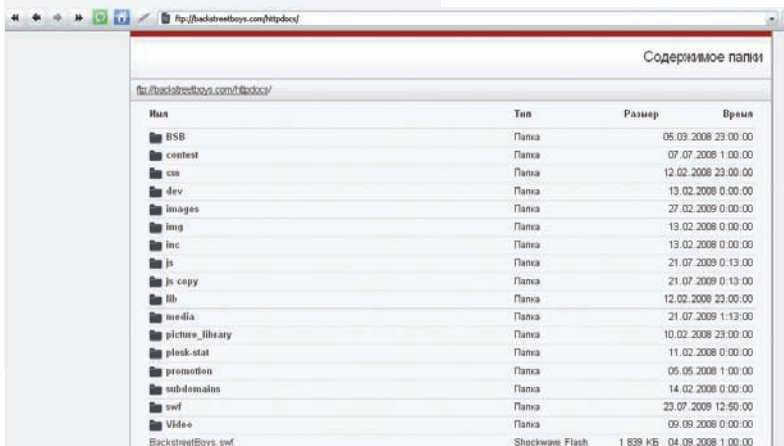 ftp://backstreetboys.com/httpdocs/
Содержимое папки
ftp://backstreetboys.com/httpdocs/
Имя Тип Размер Время
BSB Папка 05.03.2008 23:00:00
contest Папка 07.07.2008 1:00:00
css Папка 12.02.2008 23:00:00
dev Папка 13.02.2008 0:00:00
images Папка 27.02.2009 0:00:00
img Папка 13.02.2008 0:00:00
inc Папка 13.02.2008 0:00:00
js Папка 21.07.2009 0:13:00
js copy Папка 21.07.2009 0:13:00
lib Папка 12.02.2008 23:00:00
media Папка 21.07.2009 1:13:00
picture_library Папка 10.02.2008 23:00:00
plesk-stat Папка 11.02.2008 0:00:00
promotion Папка 05.05.2008 1:00:00
subdomains Папка 14.02.2008 0:00:00
swf Папка 23.07.2009 12:50:00
Video Папка 09.09.2008 0:00:00
BackstreetBoys.swf Shockwave Flash 1 839 КБ 04.09.2008 1:00:00